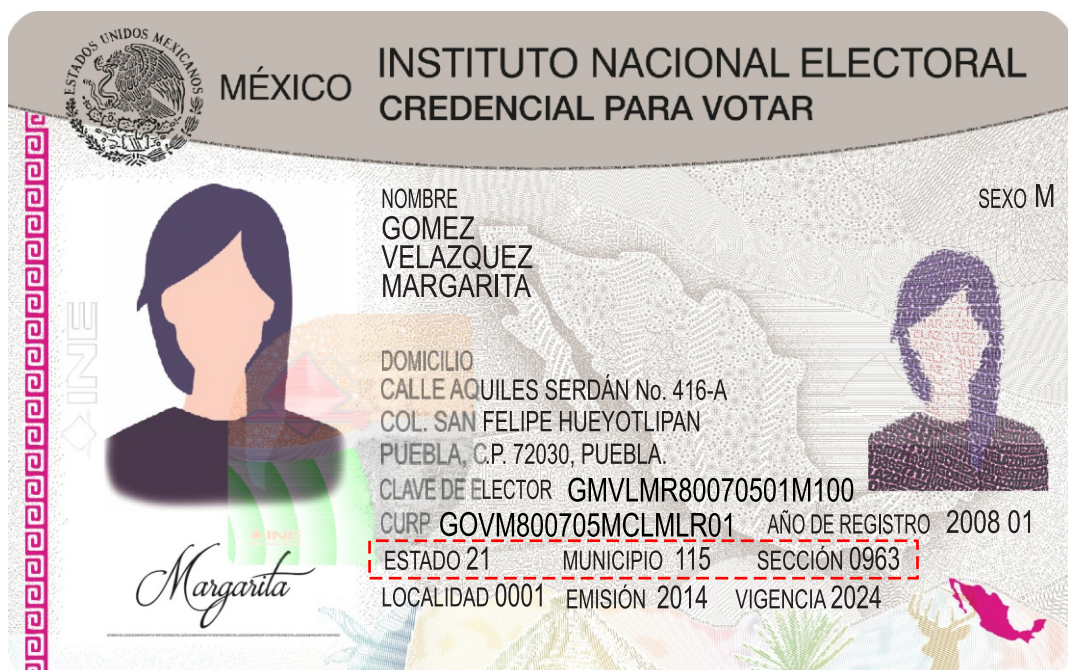 ESTADOS UNIDOS MEXICANOS
MÉXICO
INSTITUTO NACIONAL ELECTORAL
CREDENCIAL PARA VOTAR
NOMBRE
SEXO M
GOMEZ
VELAZQUEZ
MARGARITA
INE
DOMICILIO
CALLE AQUILES SERDÁN No. 416-A
COL. SAN FELIPE HUEYOTLIPAN
PUEBLA, C.P. 72030, PUEBLA.
CLAVE DE ELECTOR GMVLMR80070501M100
CURP GOVM800705MCLMLR01 AÑO DE REGISTRO 2008 01
INE
ESTADO 21 MUNICIPIO 115 SECCIÓN 0963
Margarita
LOCALIDAD 0001 EMISIÓN 2014 VIGENCIA 2024